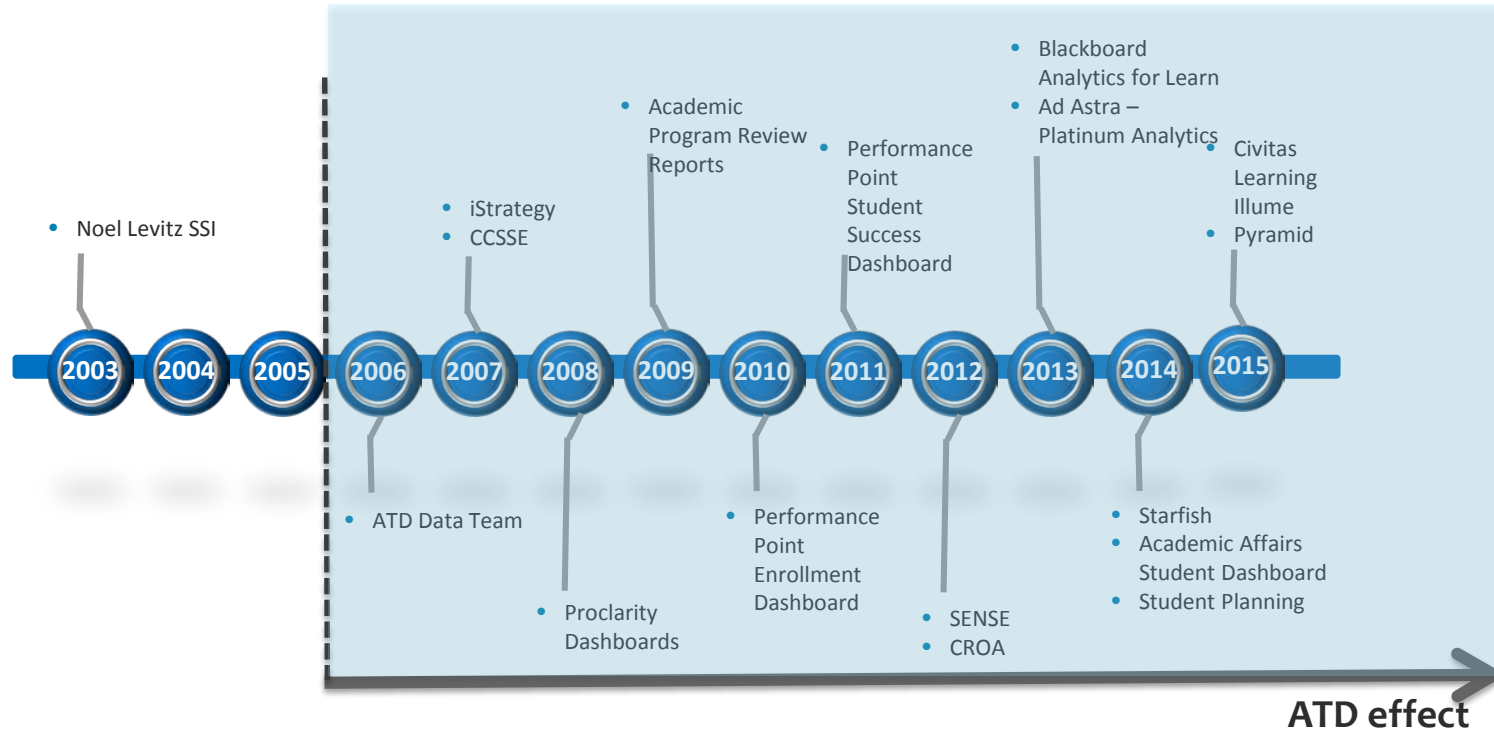 • Noel Levitz SSI
• iStrategy
• CCSSE
• Academic
Program Review
Reports
• Performance
Point
Student
Success
Dashboard
• Blackboard
Analytics for Learn
• Ad Astra –
Platinum Analytics
• Civitas
Learning
Illume
• Pyramid
2003
2004
2005
2006
2007
2008
2009
2010
2011
2012
2013
2014
2015
• ATD Data Team
• Proclarity
Dashboards
• Performance
Point
Enrollment
Dashboard
• SENSE
• CROA
• Starfish
• Academic Affairs
Student Dashboard
• Student Planning
ATD effect